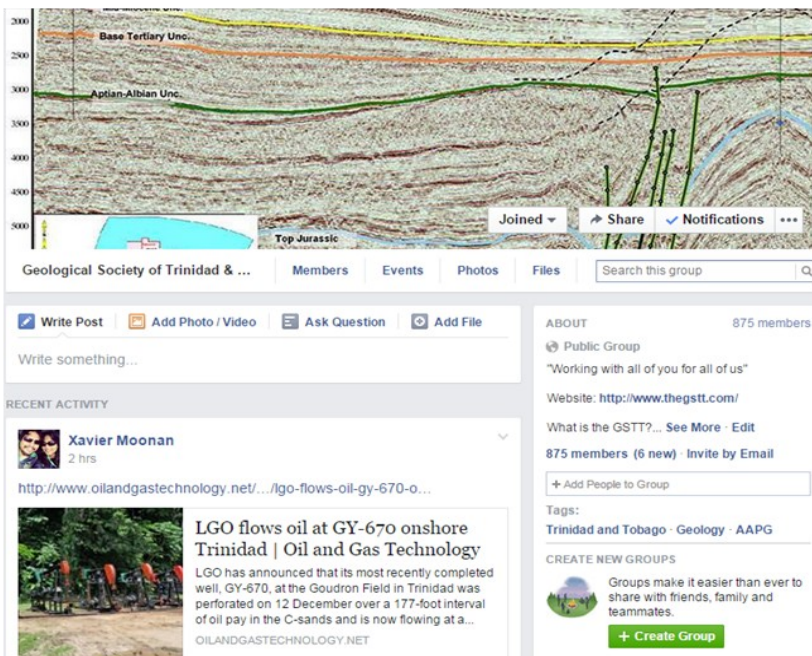 2000
Base Tertiary Unc.
2500
Aptian-Albian Unc.
3000
3500
4000
4500
5000
Top Jurassic
Joined
Share
Notifications
Geological Society of Trinidad & ...
Members
Events
Photos
Files
Search this group
Write Post
Add Photo / Video
Ask Question
Add File
Write something...
RECENT ACTIVITY
Xavier Moonan
2 hrs
http://www.oilandgastechnology.net/.../lgo-flows-oil-gy-670-o...
LGO flows oil at GY-670 onshore
Trinidad | Oil and Gas Technology
LGO has announced that its most recently completed
well, GY-670, at the Goudron Field in Trinidad was
perforated on 12 December over a 177-foot interval
of oil pay in the C-sands and is now flowing at a...
OILANDGASTECHNOLOGY.NET
ABOUT
875 members
Public Group
"Working with all of you for all of us"
Website: http://www.thegstt.com/
What is the GSTT?... See More · Edit
875 members (6 new) · Invite by Email
+ Add People to Group
Tags:
Trinidad and Tobago · Geology · AAPG
CREATE NEW GROUPS
Groups make it easier than ever to
share with friends, family and
teammates.
+ Create Group